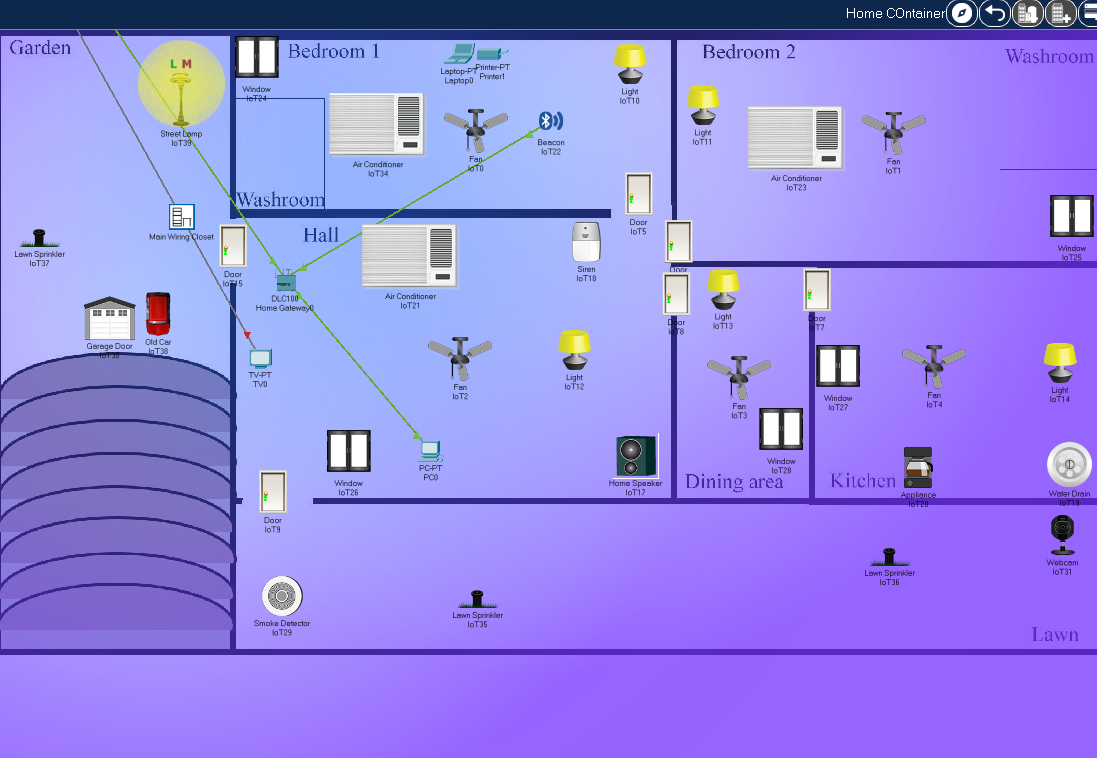 Home COntainer
Garden
L M
Street Lamp
IoT39
Window
IoT24
Bedroom 1
Laptop-PT
Laptop0
Printer-PT
Printer1
Light
IoT10
Bedroom 2
Washroom
Air Conditioner
IoT34
Fan
IoT0
Beacon
IoT22
Light
IoT11
Air Conditioner
IoT23
Fan
IoT1
Washroom
Main Wiring Closet
Lawn Sprinkler
IoT37
Door
IoT15
Hall
Door
IoT5
Door
Window
IoT25
Siren
IoT18
DLC100
Home Gateway0
Air Conditioner
IoT21
Door
IoT8
Light
IoT13
Door
IoT7
Garage Door
IoT30
Old Car
IoT38
TV-PT
TV0
Fan
IoT2
Light
IoT12
Fan
IoT3
Window
IoT27
Fan
IoT4
Light
IoT14
Window
IoT26
PC-PT
PC0
Home Speaker
IoT17
Window
IoT28
Dining area
Kitchen
Appliance
IoT20
Water Drain
IoT19
Door
IoT9
Webcam
IoT31
Lawn Sprinkler
IoT36
Smoke Detector
IoT29
Lawn Sprinkler
IoT35
Lawn